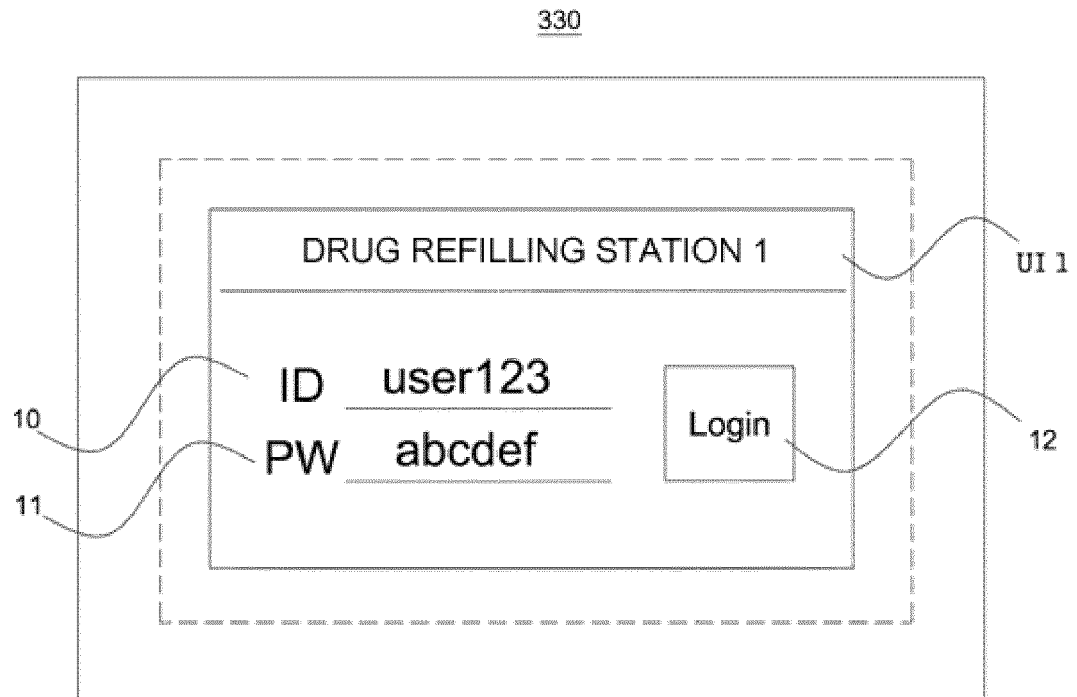 330
DRUG REFILLING STATION 1
UI 1
ID user123
10
Login
PW abcdef
12
11